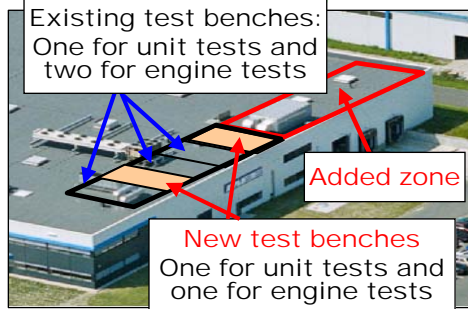 Existing test benches:
One for unit tests and
two for engine tests
Added zone
New test benches
One for unit tests and
one for engine tests